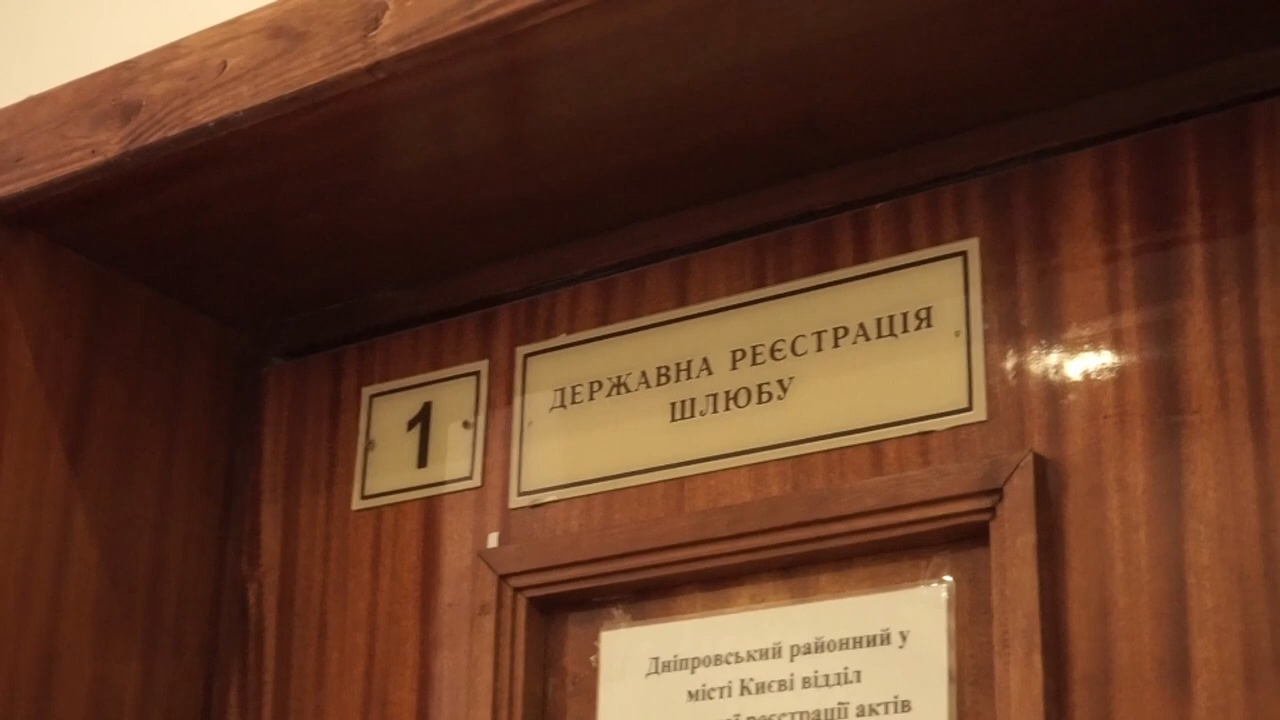 1
ДЕРЖАВНА РЕЄСТРАЦІЯ
ШЛЮБУ
Дніпровський районний у
місті Києві відділ
реєстрації актів